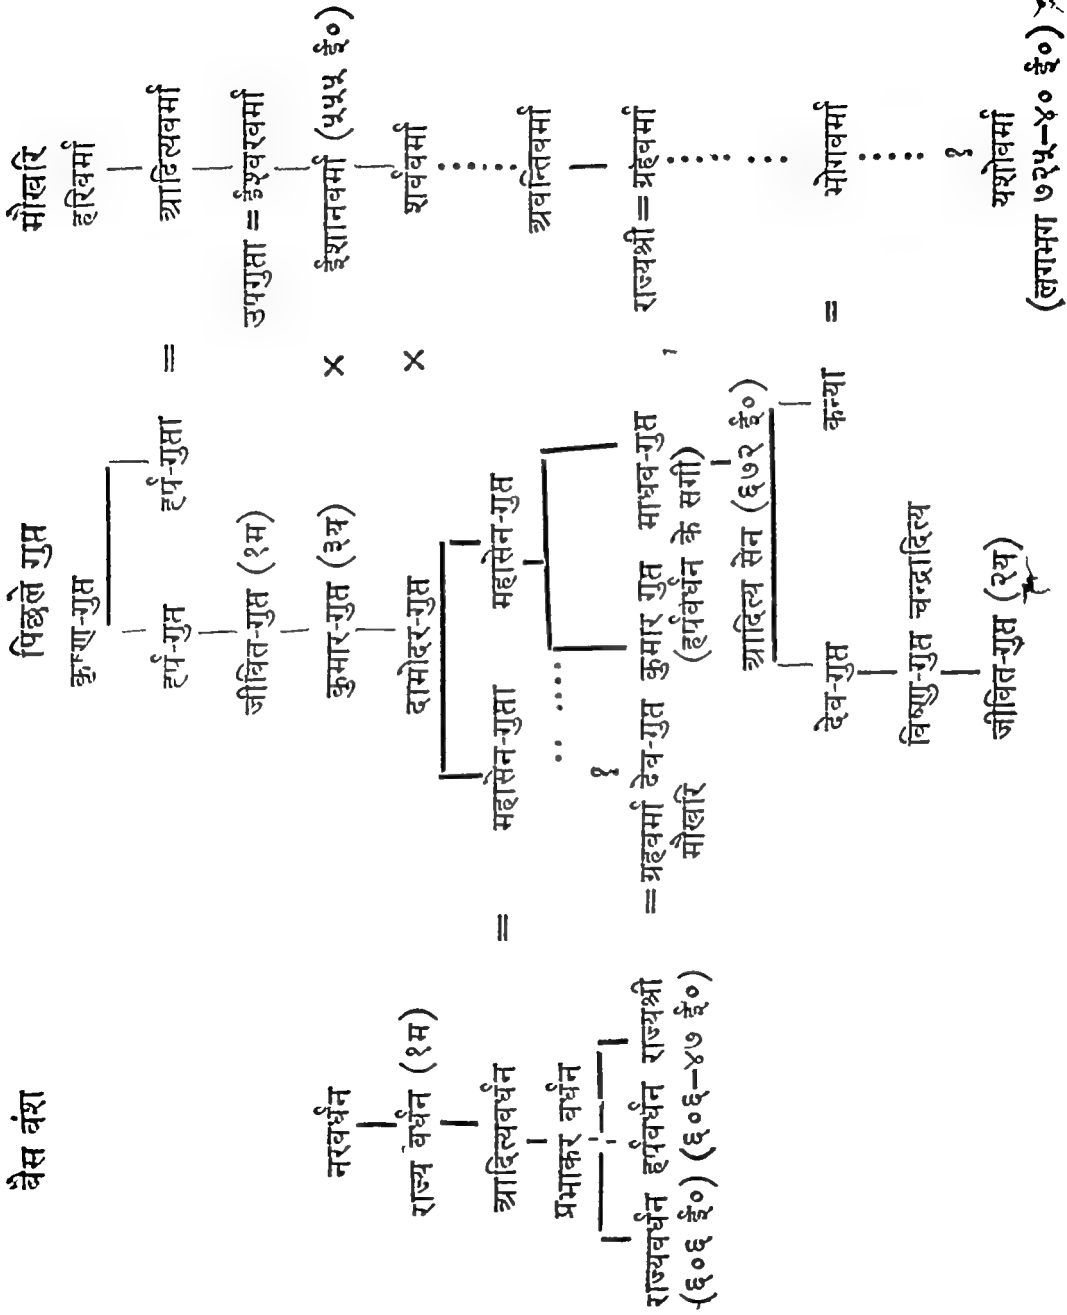 बैस वंश
पिछले गुप्त
मौखरि
कृष्ण-गुप्त
हरिवर्मा
हर्ष-गुप्त
हर्ष-गुप्ता
=
आदित्यवर्मा
जीवित-गुप्त (१म)
उपगुप्ता = ईश्वरवर्मा
नरवर्धन
कुमार-गुप्त (३य)
×
ईशानवर्मा (५५५ ई०)
राज्य वर्धन (१म)
दामोदर-गुप्त
×
शर्ववर्मा
आदित्यवर्धन
=
महासेन-गुप्ता
महासेन-गुप्त
अवन्तिवर्मा
प्रभाकर वर्धन
?
राज्यवर्धन हर्षवर्धन राज्यश्री
= ग्रहवर्मा देव-गुप्त कुमार गुप्त माधव-गुप्त
राज्यश्री = ग्रहवर्मा
(६०६ ई०) (६०६–४७ ई०)
मौखरि
(हर्षवर्धन के संगी)
आदित्य सेन (६७२ ई०)
देव-गुप्त
कन्या
=
भोगवर्मा
विष्णु-गुप्त चन्द्रादित्य
?
जीवित-गुप्त (२य)
यशोवर्मा
(लगभग ७२५–४० ई०)